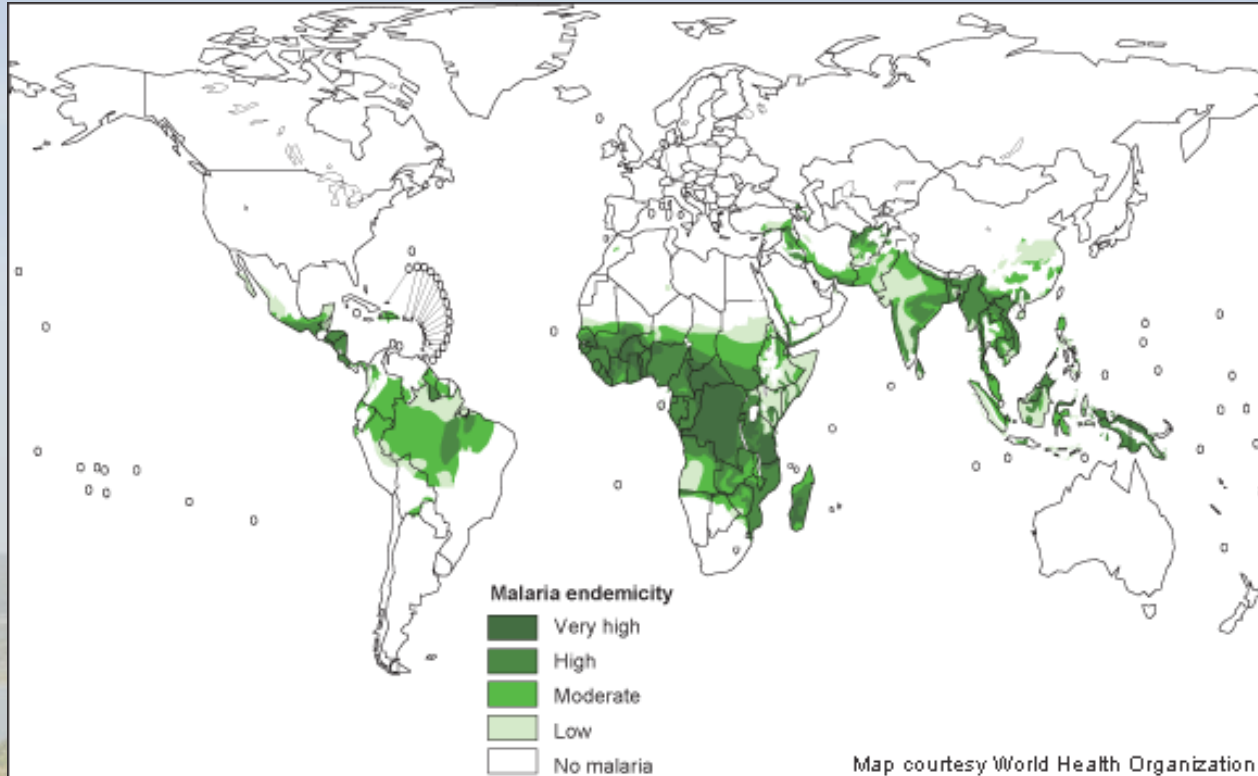 Malaria endemicity
Very high
High
Moderate
Low
No malaria
Map courtesy World Health Organization